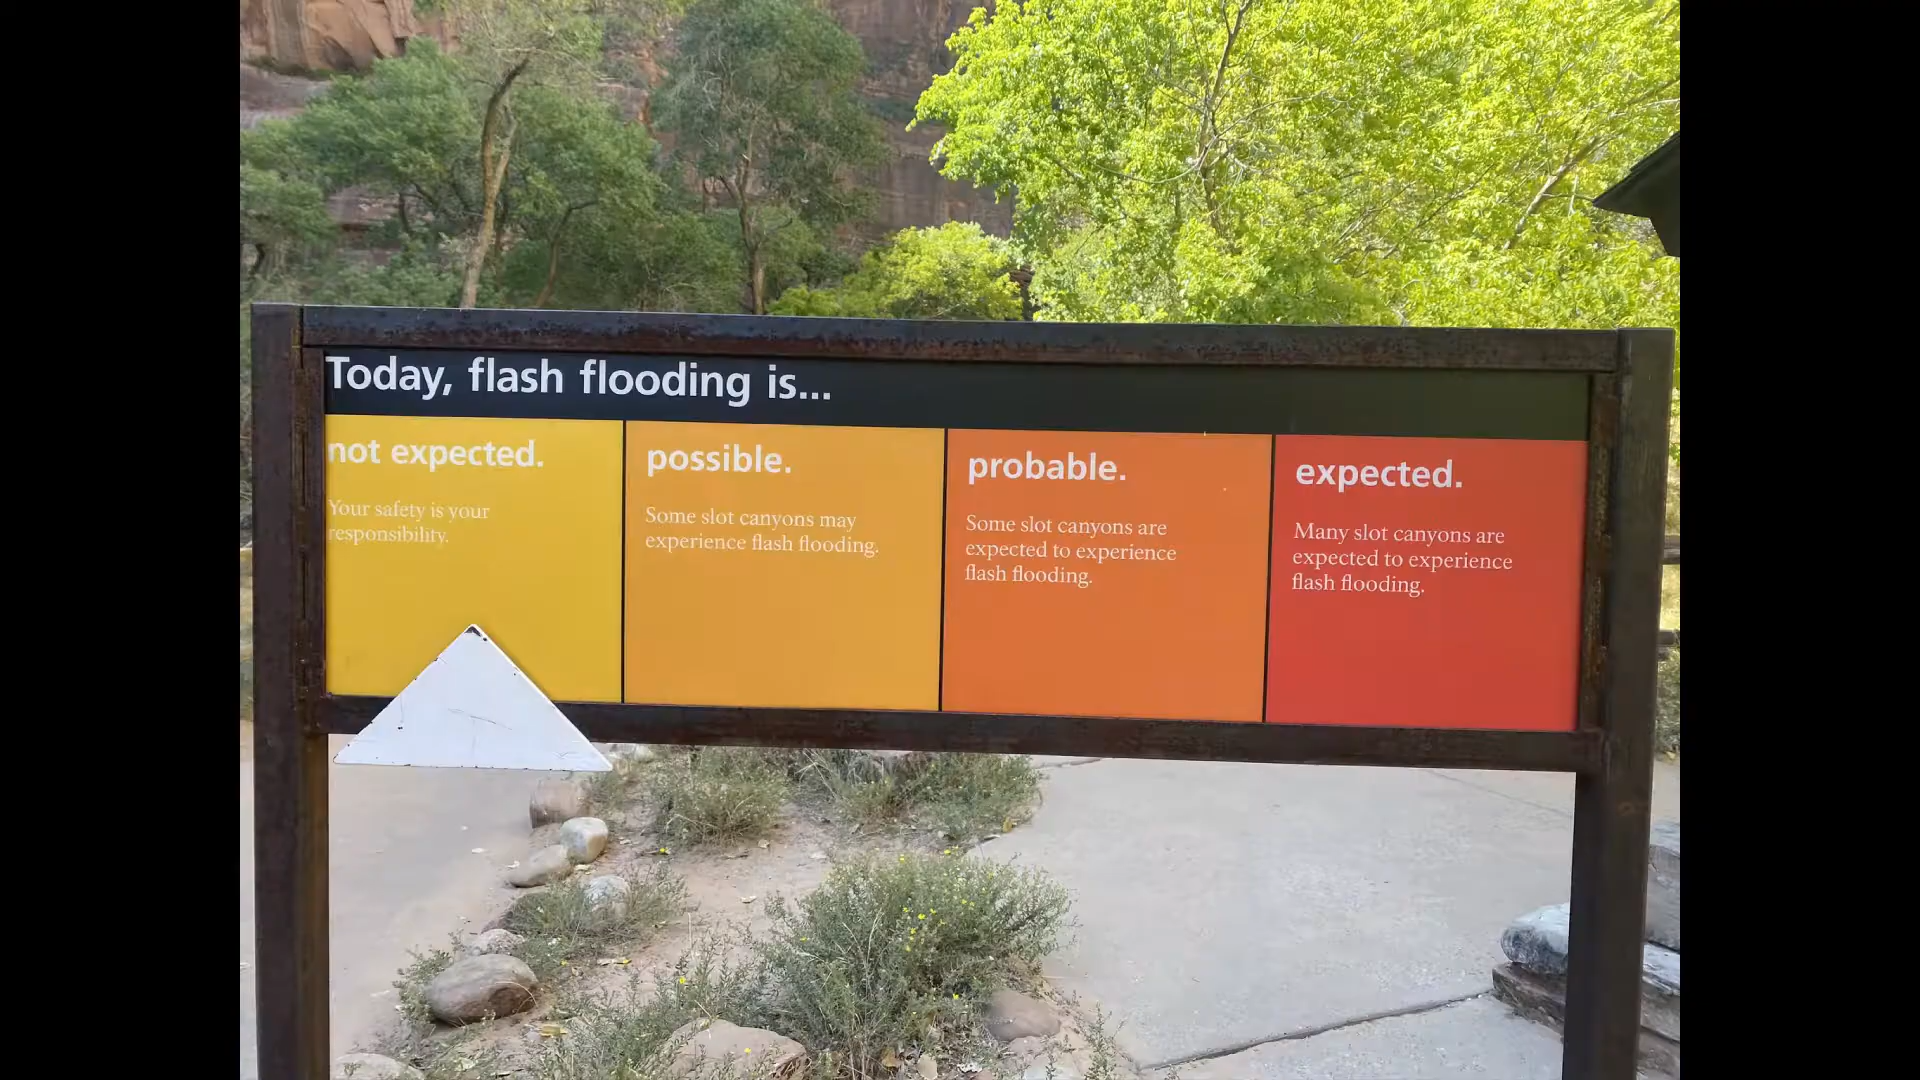 Today, flash flooding is...
not expected.
Your safety is your
responsibility.
possible.
Some slot canyons may
experience flash flooding.
probable.
Some slot canyons are
expected to experience
flash flooding.
expected.
Many slot canyons are
expected to experience
flash flooding.